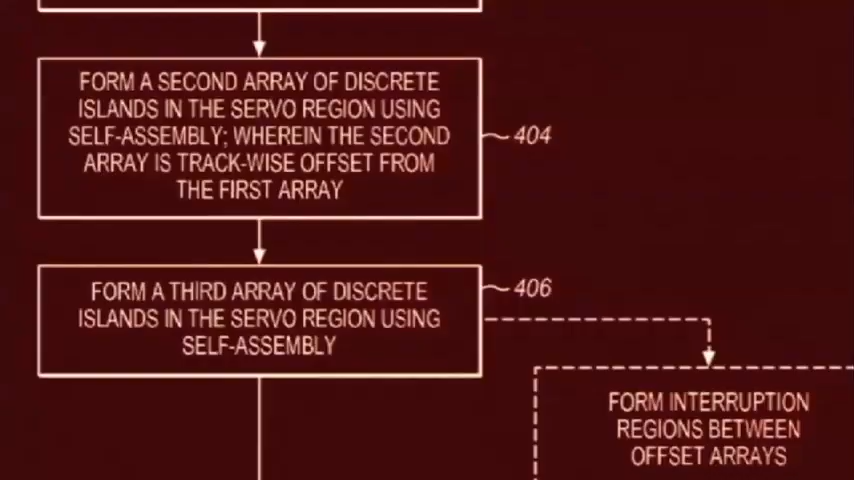 FORM A SECOND ARRAY OF DISCRETE
ISLANDS IN THE SERVO REGION USING
SELF-ASSEMBLY; WHEREIN THE SECOND
ARRAY IS TRACK-WISE OFFSET FROM
THE FIRST ARRAY
404
FORM A THIRD ARRAY OF DISCRETE
ISLANDS IN THE SERVO REGION USING
SELF-ASSEMBLY
406
FORM INTERRUPTION
REGIONS BETWEEN
OFFSET ARRAYS